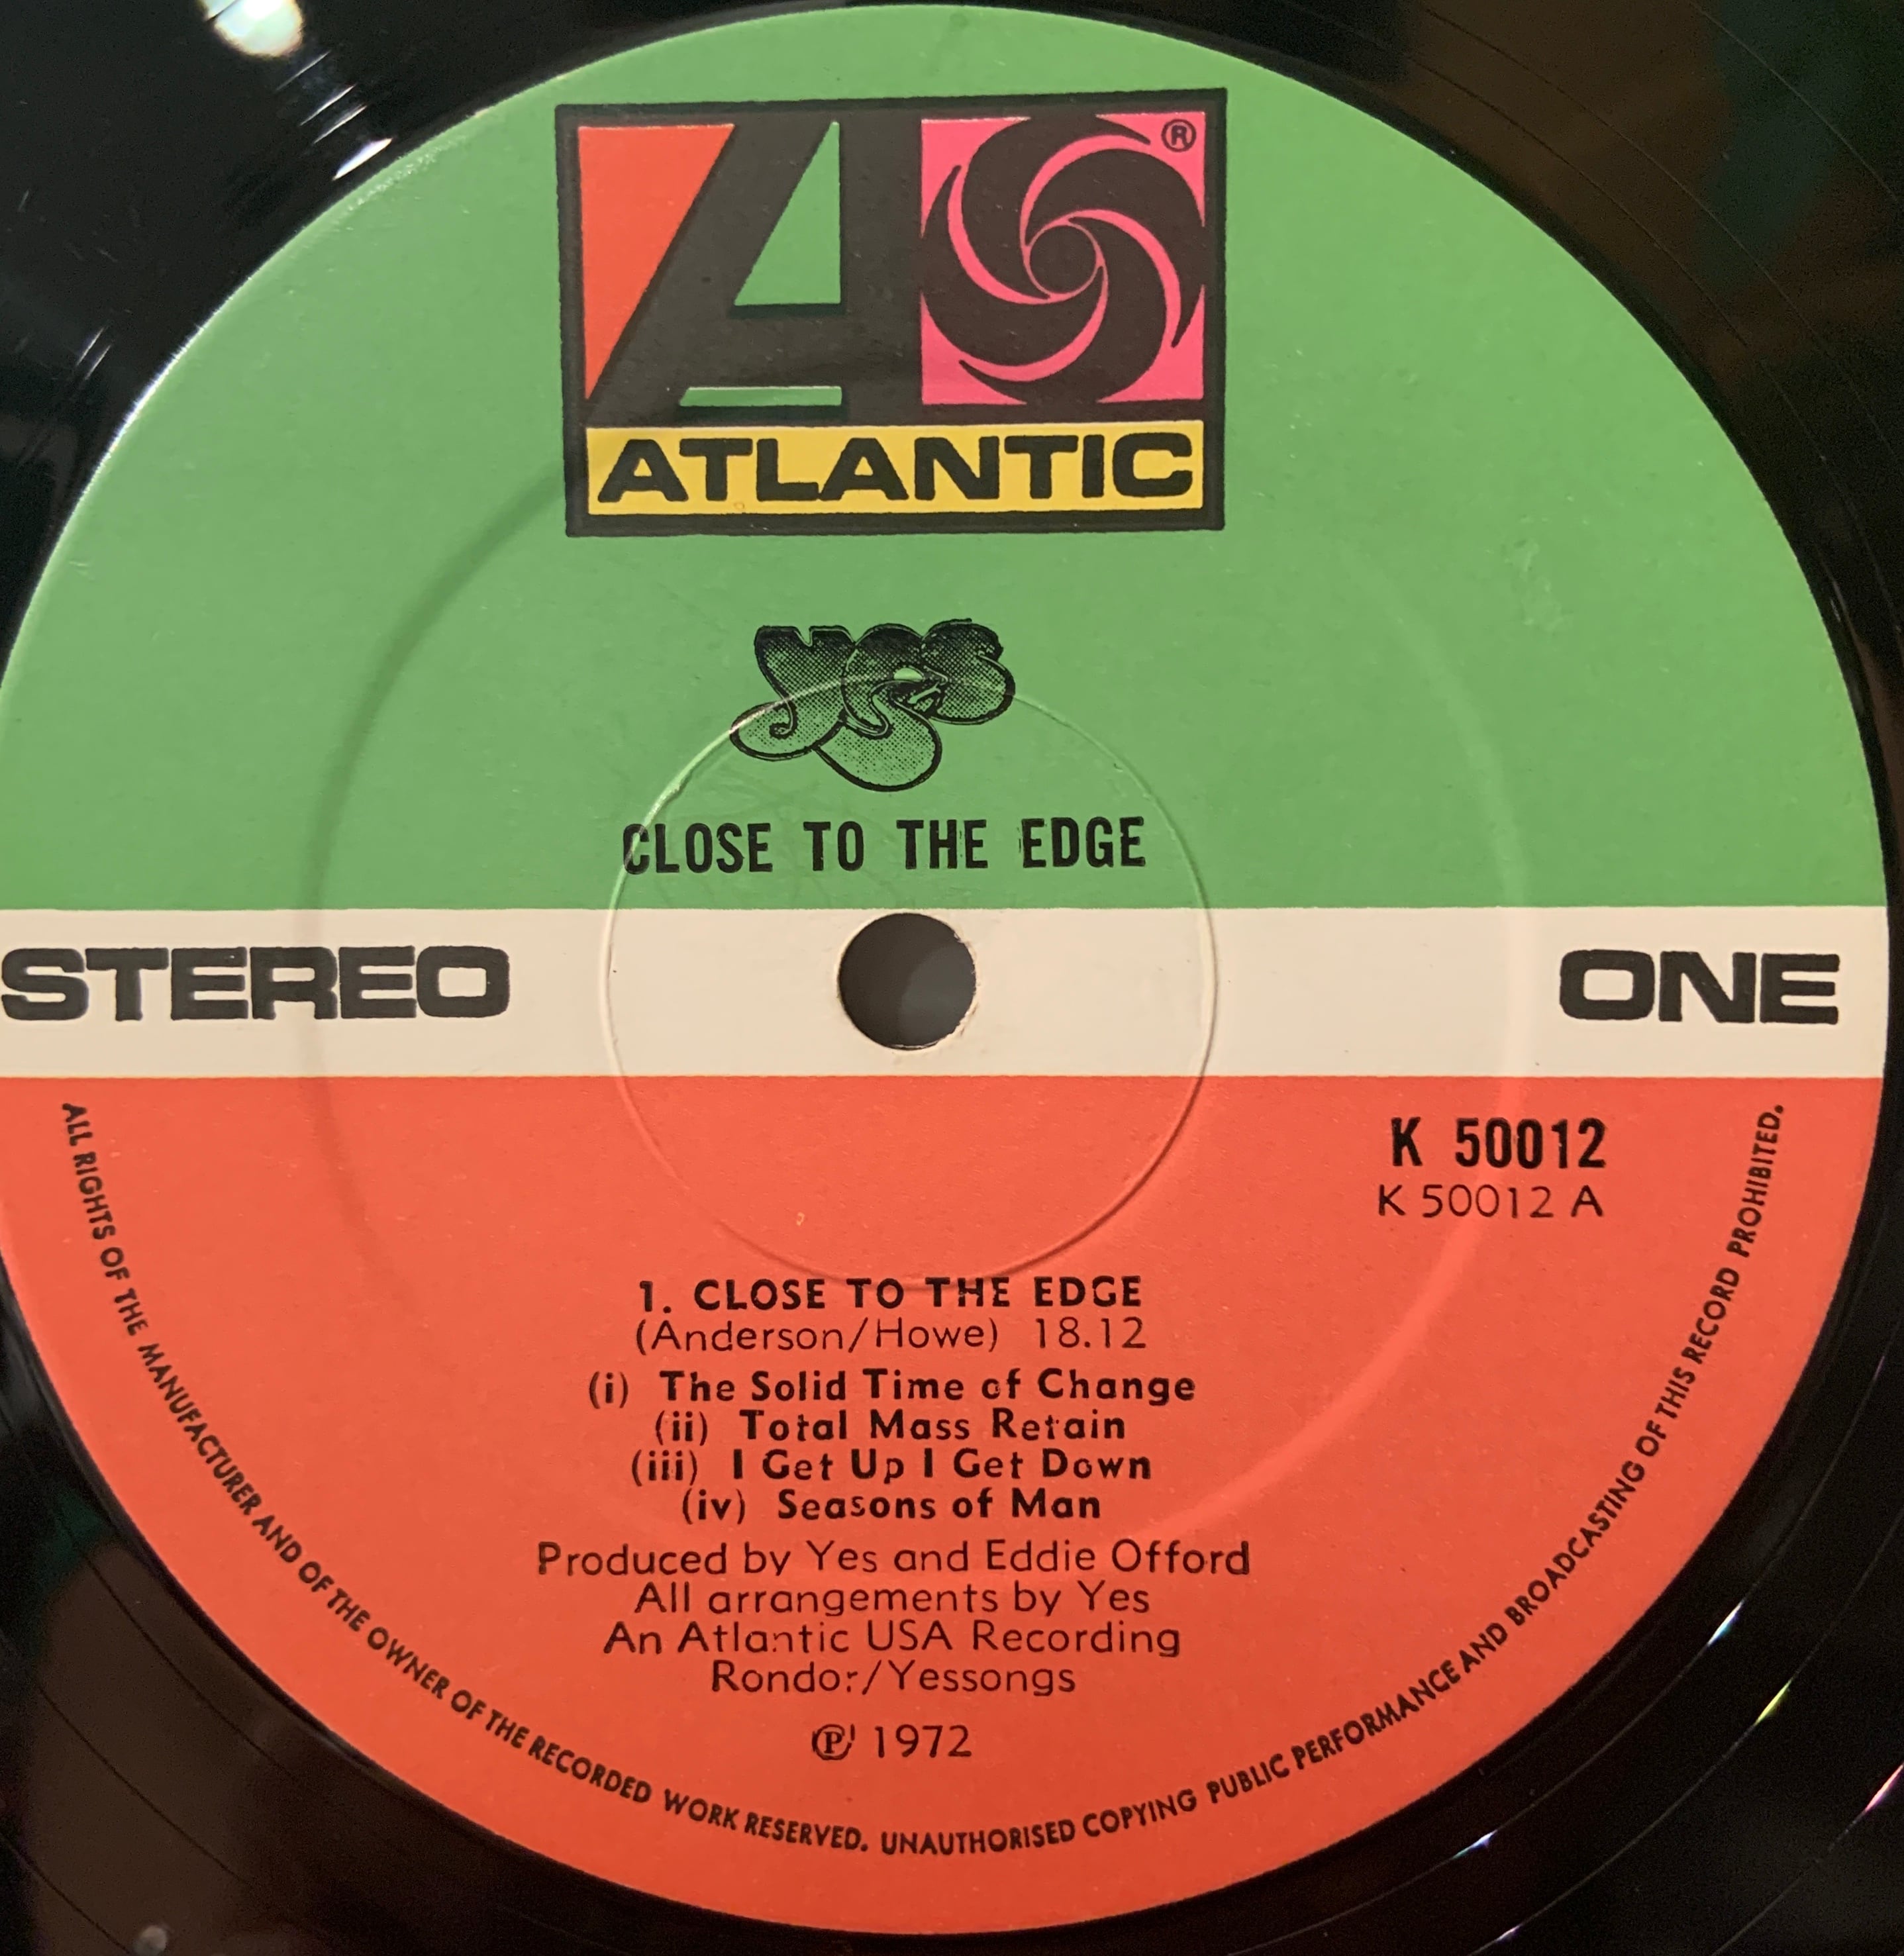 ®
ATLANTIC
yes
CLOSE TO THE EDGE
STEREO
ONE
K 50012
K 50012 A
1. CLOSE TO THE EDGE
(Anderson/Howe) 18.12
(i) The Solid Time of Change
(ii) Total Mass Retain
(iii) I Get Up I Get Down
(iv) Seasons of Man
Produced by Yes and Eddie Offord
All arrangements by Yes
An Atlantic USA Recording
Rondor/Yessongs
℗ 1972
ALL RIGHTS OF THE MANUFACTURER AND OF THE OWNER OF THE RECORDED WORK RESERVED. UNAUTHORISED COPYING PUBLIC PERFORMANCE AND BROADCASTING OF THIS RECORD PROHIBITED.